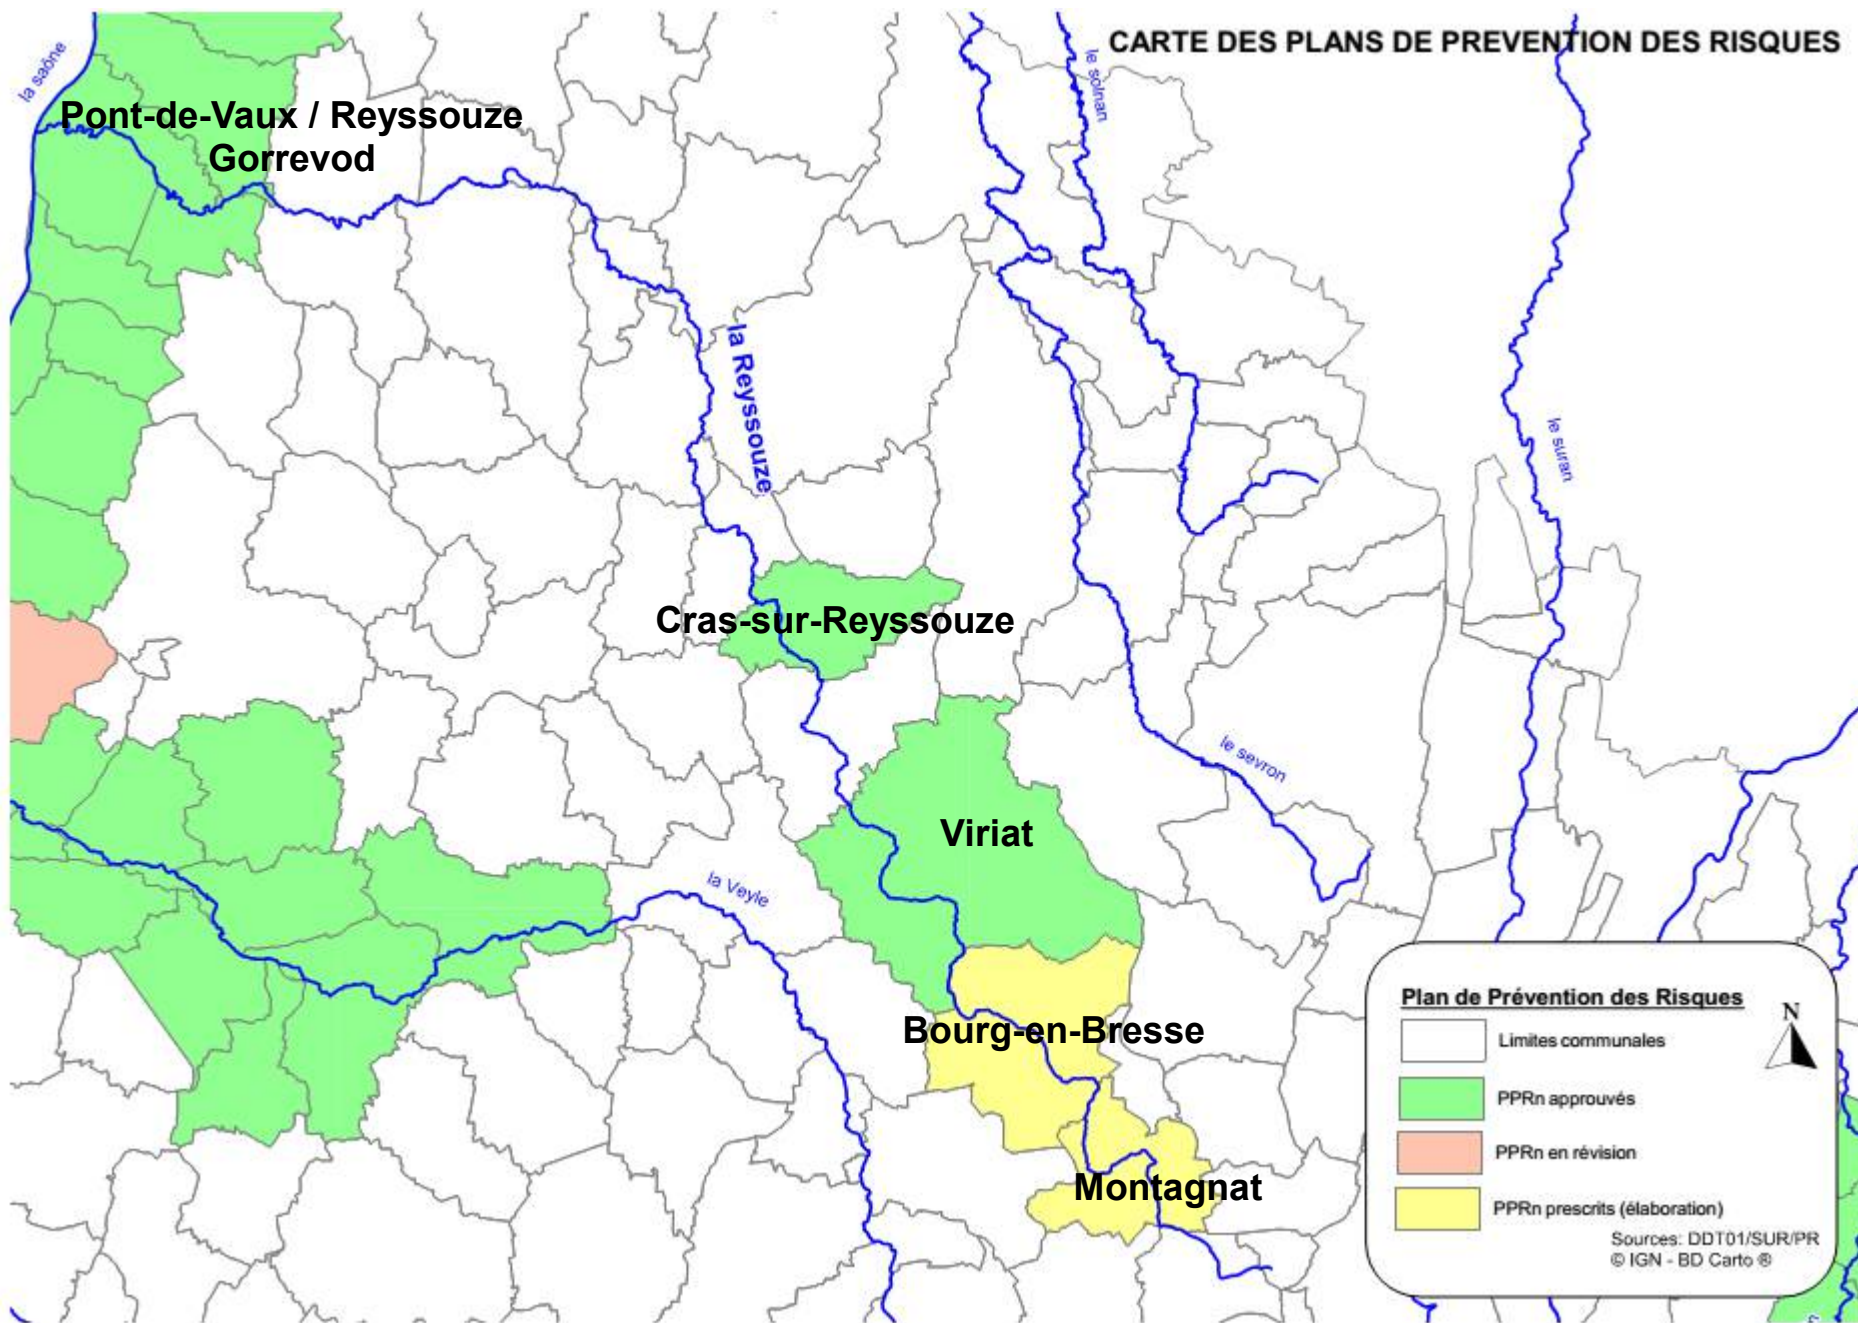 CARTE DES PLANS DE PREVENTION DES RISQUES
la saône
le solnan
Pont-de-Vaux / Reyssouze
Gorrevod
la Reyssouze
le suran
Cras-sur-Reyssouze
le sevron
Viriat
la Veyle
Bourg-en-Bresse
Montagnat
Plan de Prévention des Risques
N
Limites communales
PPRn approuvés
PPRn en révision
PPRn prescrits (élaboration)
Sources: DDT01/SUR/PR
© IGN - BD Carto ®